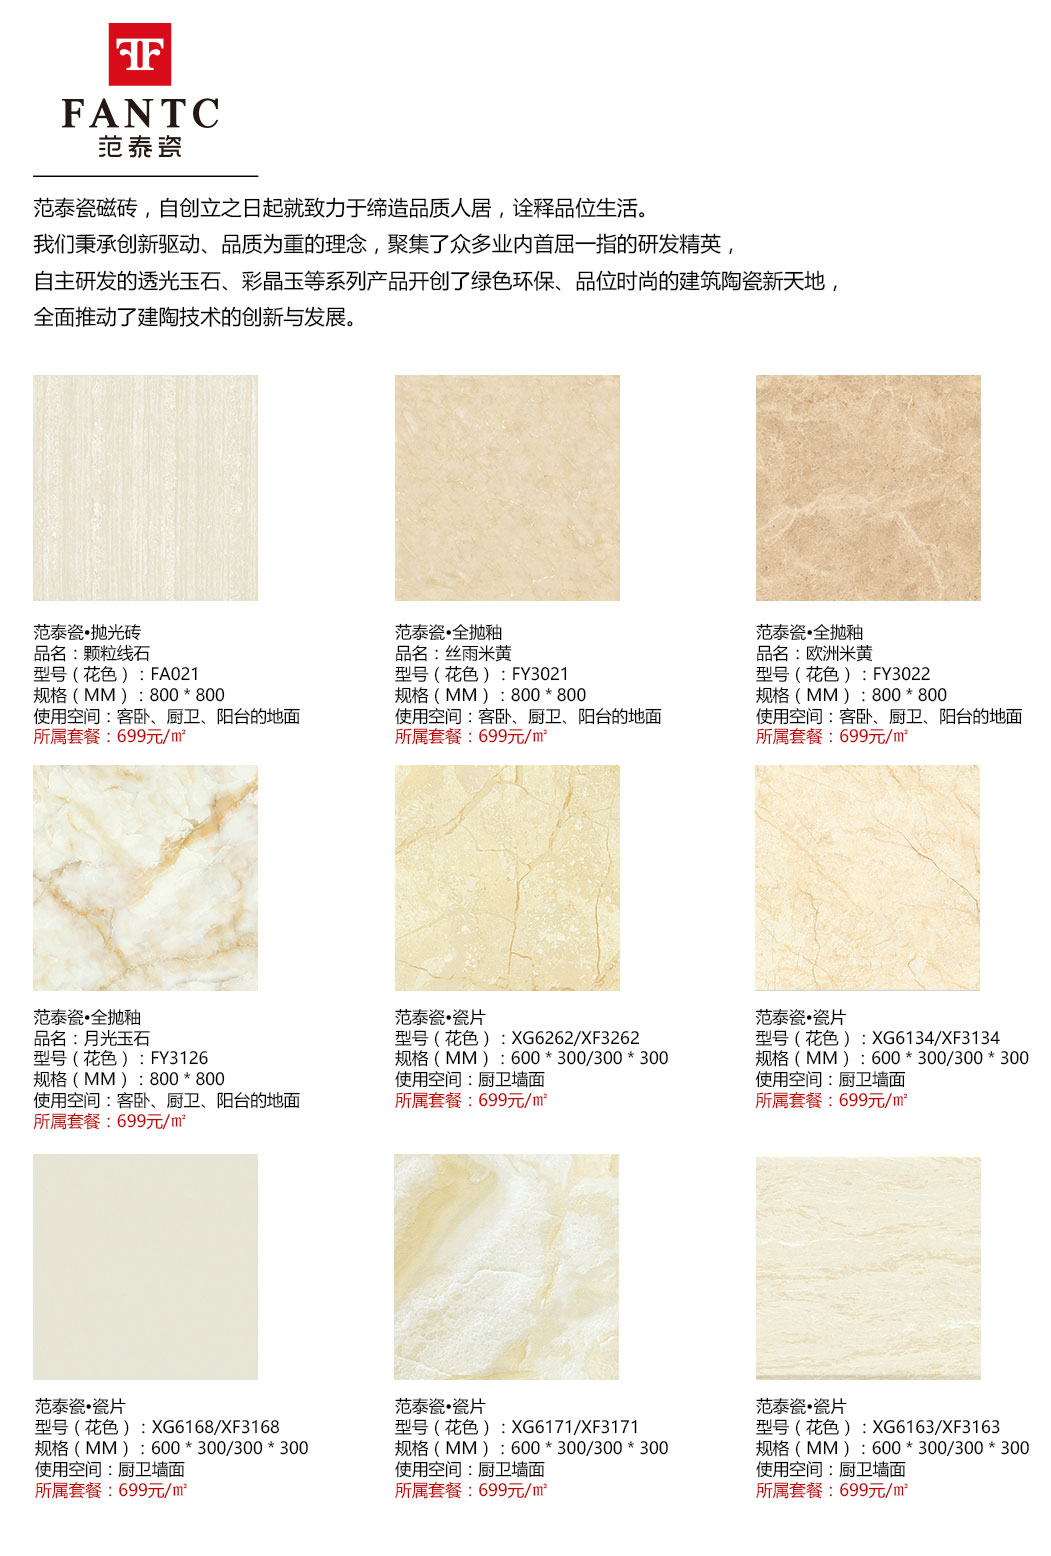 FANTC
范泰瓷
范泰瓷磁砖，自创立之日起就致力于缔造品质人居，诠释品位生活。
我们秉承创新驱动、品质为重的理念，聚集了众多业内首屈一指的研发精英，
自主研发的透光玉石、彩晶玉等系列产品开创了绿色环保、品位时尚的建筑陶瓷新天地，
全面推动了建陶技术的创新与发展。
范泰瓷•抛光砖
品名：颗粒线石
型号（花色）：FA021
规格（MM）：800 * 800
使用空间：客卧、厨卫、阳台的地面
所属套餐：699元/㎡
范泰瓷•全抛釉
品名：丝雨米黄
型号（花色）：FY3021
规格（MM）：800 * 800
使用空间：客卧、厨卫、阳台的地面
所属套餐：699元/㎡
范泰瓷•全抛釉
品名：欧洲米黄
型号（花色）：FY3022
规格（MM）：800 * 800
使用空间：客卧、厨卫、阳台的地面
所属套餐：699元/㎡
范泰瓷•全抛釉
品名：月光玉石
型号（花色）：FY3126
规格（MM）：800 * 800
使用空间：客卧、厨卫、阳台的地面
所属套餐：699元/㎡
范泰瓷•瓷片
型号（花色）：XG6262/XF3262
规格（MM）：600 * 300/300 * 300
使用空间：厨卫墙面
所属套餐：699元/㎡
范泰瓷•瓷片
型号（花色）：XG6134/XF3134
规格（MM）：600 * 300/300 * 300
使用空间：厨卫墙面
所属套餐：699元/㎡
范泰瓷•瓷片
型号（花色）：XG6168/XF3168
规格（MM）：600 * 300/300 * 300
使用空间：厨卫墙面
所属套餐：699元/㎡
范泰瓷•瓷片
型号（花色）：XG6171/XF3171
规格（MM）：600 * 300/300 * 300
使用空间：厨卫墙面
所属套餐：699元/㎡
范泰瓷•瓷片
型号（花色）：XG6163/XF3163
规格（MM）：600 * 300/300 * 300
使用空间：厨卫墙面
所属套餐：699元/㎡